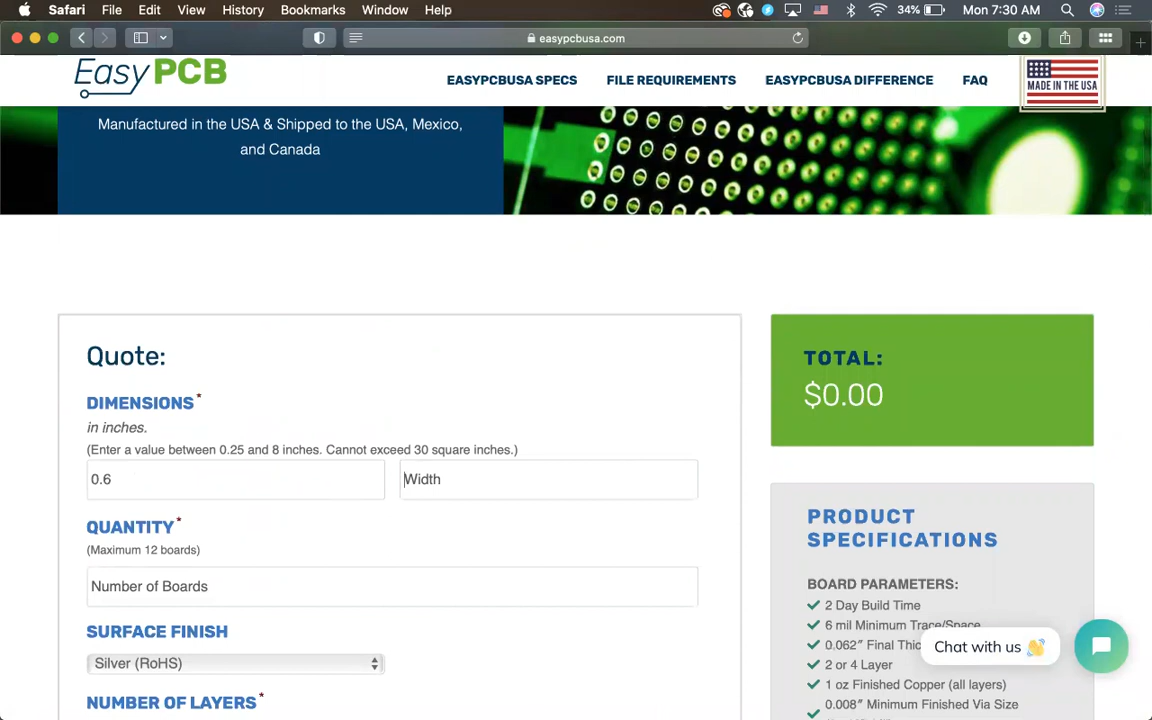 Safari File Edit View History Bookmarks Window Help 34% Mon 7:30 AM
easypcbusa.com
Easy PCB
EASYPCBUSA SPECS FILE REQUIREMENTS EASYPCBUSA DIFFERENCE FAQ
MADE IN THE USA
Manufactured in the USA & Shipped to the USA, Mexico,
and Canada
Quote:
DIMENSIONS*
in inches.
(Enter a value between 0.25 and 8 inches. Cannot exceed 30 square inches.)
0.6 Width
QUANTITY*
(Maximum 12 boards)
Number of Boards
SURFACE FINISH
Silver (RoHS)
NUMBER OF LAYERS*
TOTAL:
$0.00
PRODUCT
SPECIFICATIONS
BOARD PARAMETERS:
2 Day Build Time
6 mil Minimum Trace/Space
0.062″ Final
2 or 4 Layer
1 oz Finished Copper (all layers)
0.008″ Minimum Finished Via Size
Chat with us 👋